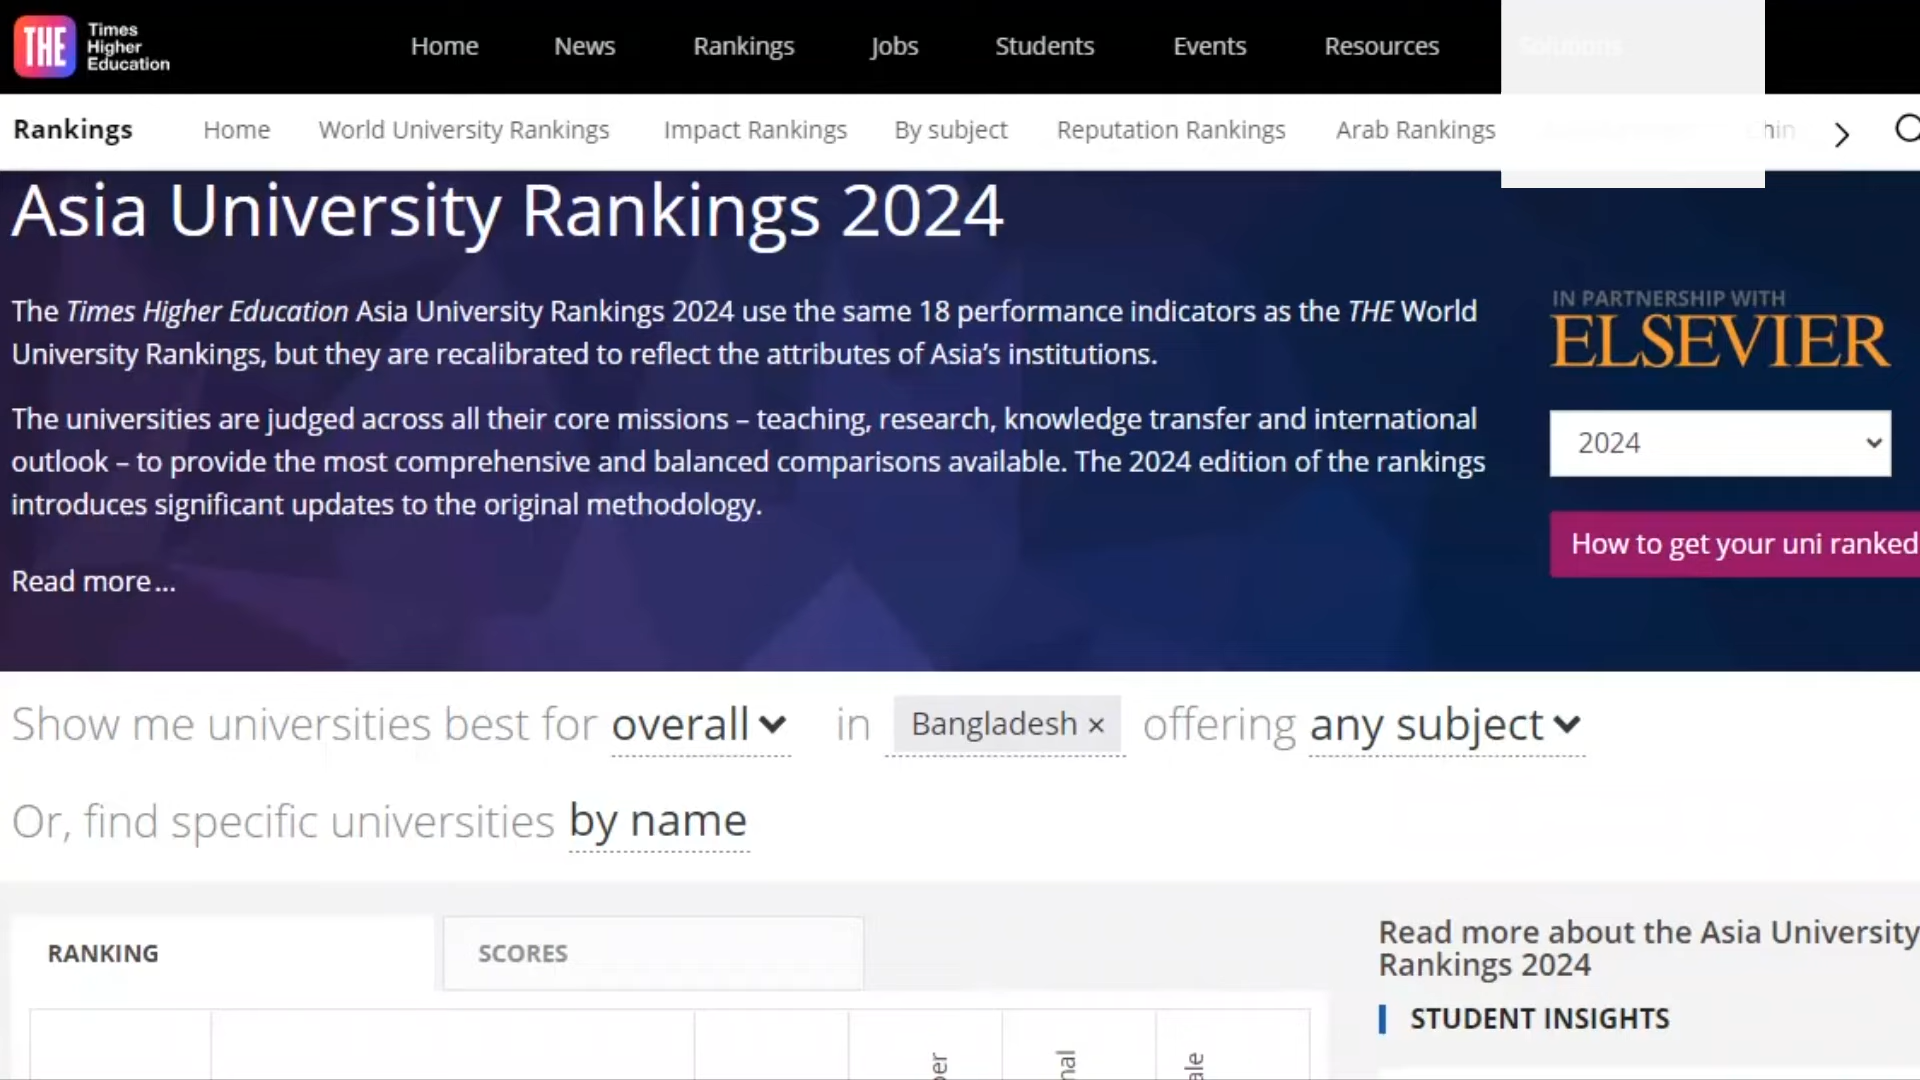 THE
Times
Higher
Education
Home News Rankings Jobs Students Events Resources
Rankings Home World University Rankings Impact Rankings By subject Reputation Rankings Arab Rankings
Asia University Rankings 2024
The Times Higher Education Asia University Rankings 2024 use the same 18 performance indicators as the THE World
University Rankings, but they are recalibrated to reflect the attributes of Asia’s institutions.
The universities are judged across all their core missions – teaching, research, knowledge transfer and international
outlook – to provide the most comprehensive and balanced comparisons available. The 2024 edition of the rankings
introduces significant updates to the original methodology.
Read more...
IN PARTNERSHIP WITH
ELSEVIER
2024
How to get your uni ranked
Show me universities best for overall in Bangladesh × offering any subject
Or, find specific universities by name
RANKING SCORES
Read more about the Asia University
Rankings 2024
STUDENT INSIGHTS